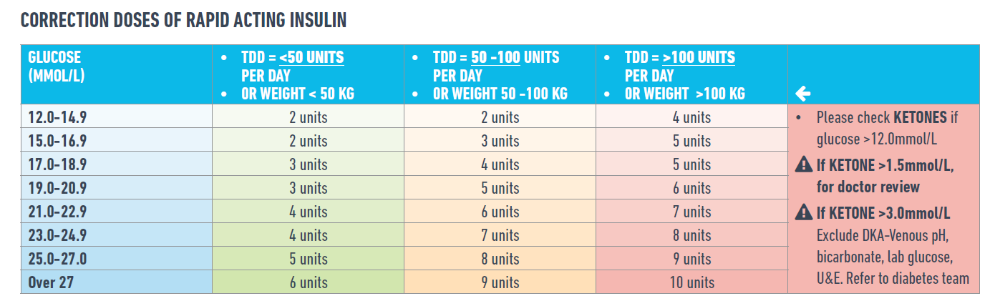 CORRECTION DOSES OF RAPID ACTING INSULIN
GLUCOSE
(MMOL/L)
• TDD = <50 UNITS
PER DAY
• OR WEIGHT < 50 KG
• TDD = 50 -100 UNITS
PER DAY
• OR WEIGHT 50 -100 KG
• TDD = >100 UNITS
PER DAY
• OR WEIGHT >100 KG
12.0-14.9 2 units 2 units 4 units
15.0-16.9 2 units 3 units 5 units
17.0-18.9 3 units 4 units 5 units
19.0-20.9 3 units 5 units 6 units
21.0-22.9 4 units 6 units 7 units
23.0-24.9 4 units 7 units 8 units
25.0-27.0 5 units 8 units 9 units
Over 27 6 units 9 units 10 units
• Please check KETONES if
glucose >12.0mmol/L
If KETONE >1.5mmol/L,
for doctor review
If KETONE >3.0mmol/L
Exclude DKA-Venous pH,
bicarbonate, lab glucose,
U&E. Refer to diabetes team